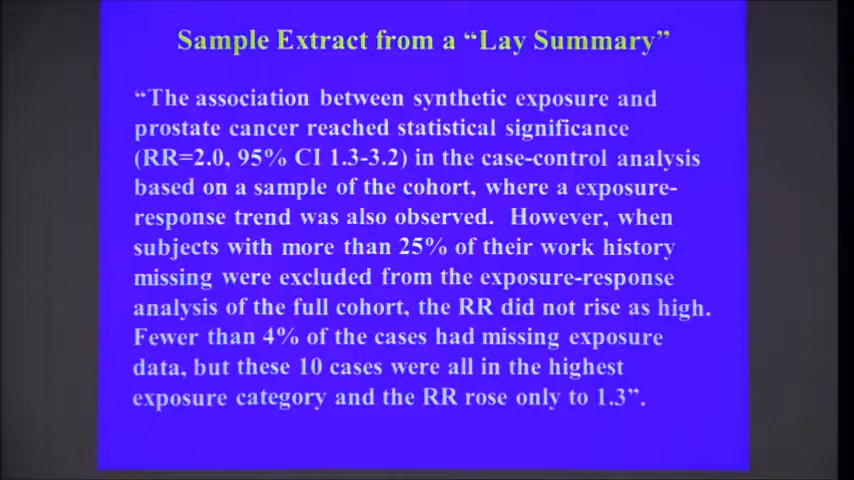 Sample Extract from a “Lay Summary”
“The association between synthetic exposure and
prostate cancer reached statistical significance
(RR=2.0, 95% CI 1.3-3.2) in the case-control analysis
based on a sample of the cohort, where a exposure-
response trend was also observed.  However, when
subjects with more than 25% of their work history
missing were excluded from the exposure-response
analysis of the full cohort, the RR did not rise as high.
Fewer than 4% of the cases had missing exposure
data, but these 10 cases were all in the highest
exposure category and the RR rose only to 1.3”.